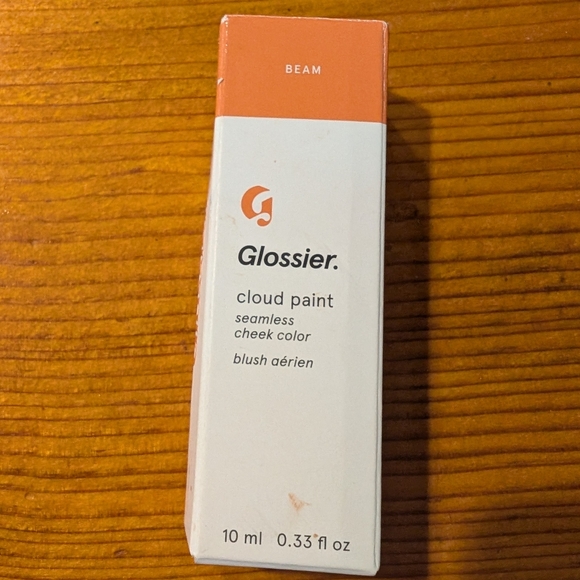 BEAM
Glossier.
cloud paint
seamless
cheek color
blush aérien
10 ml 0.33 fl oz